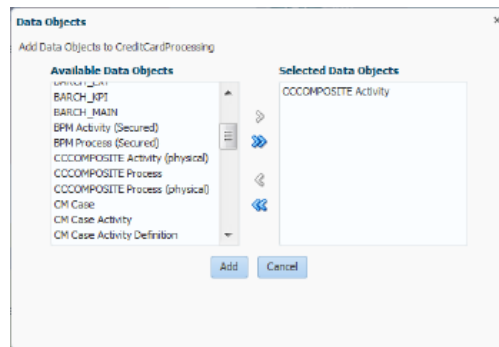 Data Objects
Add Data Objects to CreditCardProcessing
Available Data Objects
Selected Data Objects
BARCH_EXT
BARCH_KPI
BARCH_MAIN
BPM Activity (Secured)
BPM Process (Secured)
CCCOMPOSITE Activity (physical)
CCCOMPOSITE Process
CCCOMPOSITE Process (physical)
CM Case
CM Case Activity
CM Case Activity Definition
CCCOMPOSITE Activity
Add
Cancel